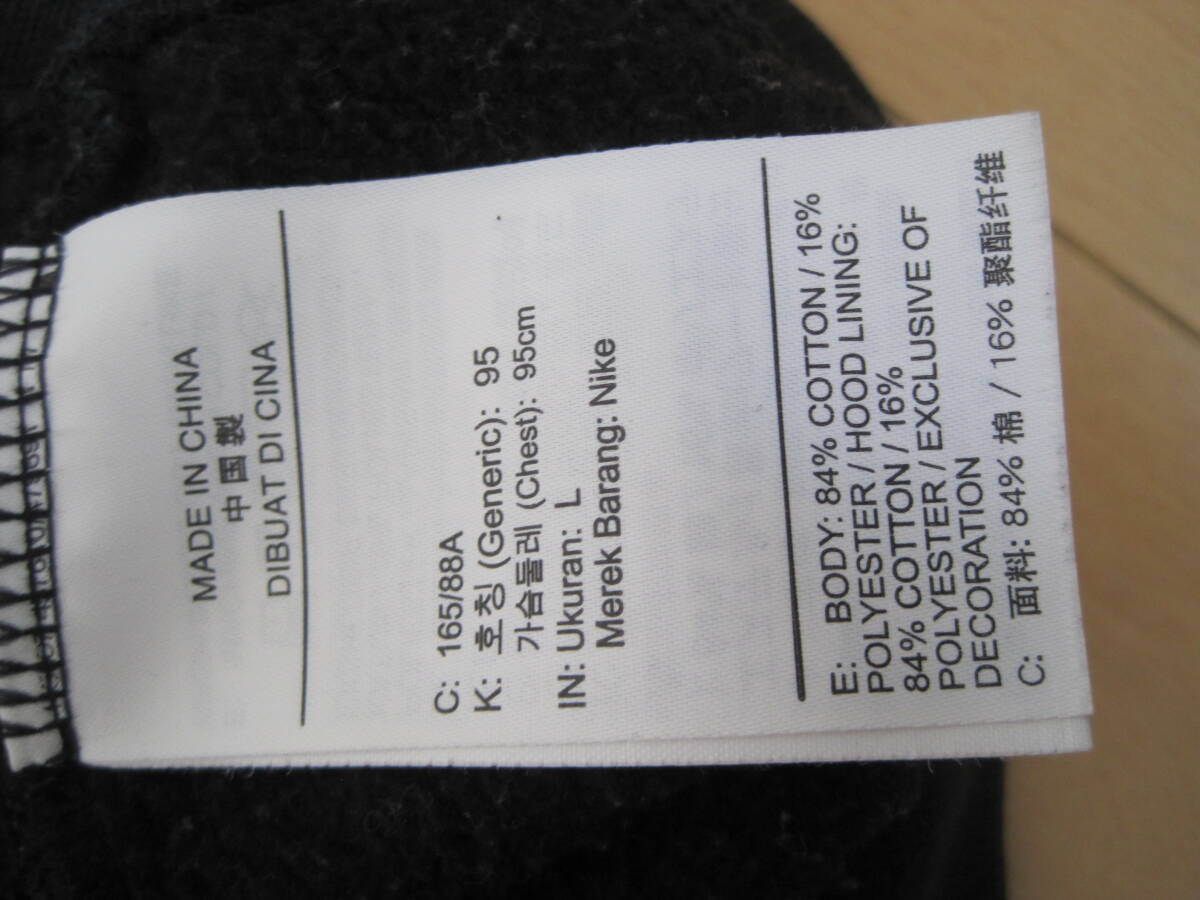 MADE IN CHINA
中国製
DIBUAT DI CINA
C: 165/88A
K: 호칭 (Generic): 95
가슴둘레 (Chest): 95cm
IN: Ukuran: L
Merek Barang: Nike
E: BODY: 84% COTTON / 16%
POLYESTER / HOOD LINING:
84% COTTON / 16%
POLYESTER / EXCLUSIVE OF
DECORATION
C: 面料: 84% 棉 / 16% 聚酯纤维